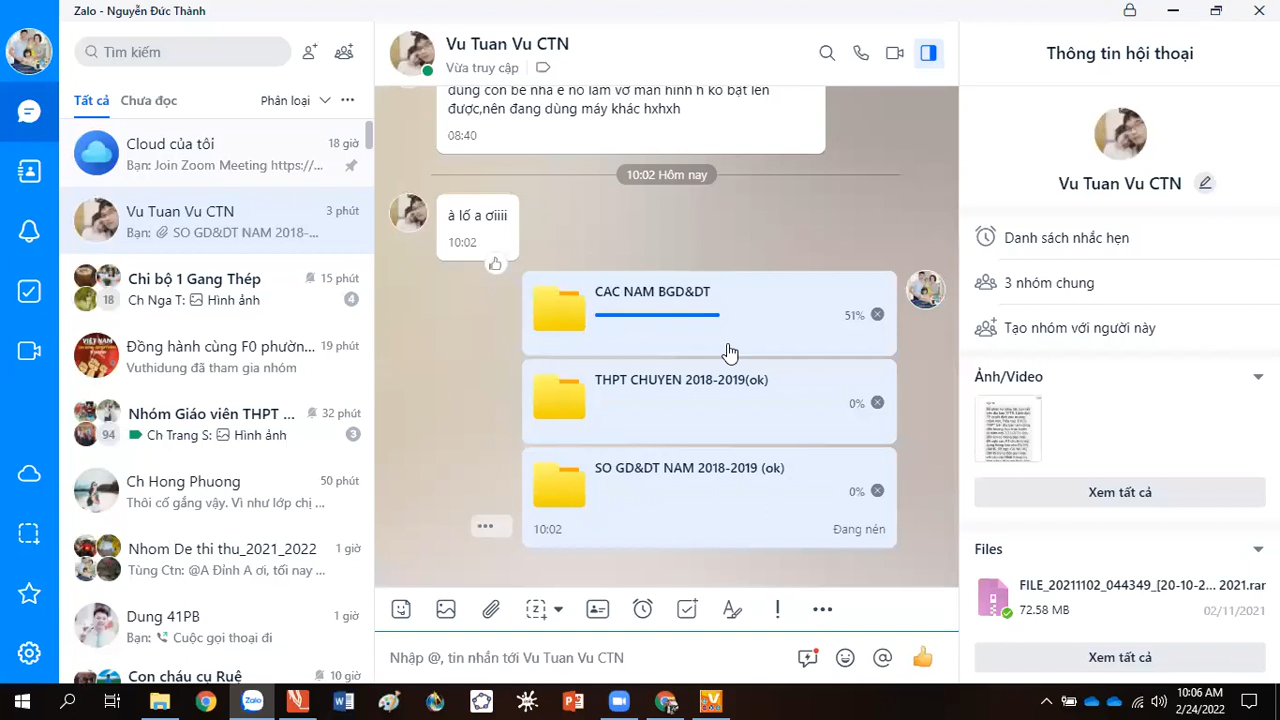 Zalo - Nguyễn Đức Thành
Tìm kiếm
Tất cả
Chưa đọc
Phân loại
Cloud của tôi
18 giờ
Bạn: Join Zoom Meeting https://...
Vu Tuan Vu CTN
3 phút
Bạn: SO GD&DT NAM 2018-...
Chi bộ 1 Gang Thép
15 phút
18
Ch Nga T: Hình ảnh
4
Đồng hành cùng F0 phườn...
19 phút
Vuthidung đã tham gia nhóm
Nhóm Giáo viên THPT ...
32 phút
94
Ch Trang S: Hình ảnh
3
Ch Hong Phuong
50 phút
Thôi cố gắng vậy. Vì như lớp chị ...
Nhom De thi thu_2021_2022
1 giờ
Tùng Ctn: @A Đỉnh A ơi, tối nay ...
Dung 41PB
1 giờ
Bạn: Cuộc gọi thoại đi
Con cháu cụ Ruệ
10 giờ
Vu Tuan Vu CTN
Vừa truy cập
dung con bé nhà e nó làm vỡ màn hình h ko bật lên
được,nên đang dùng máy khác hxhxh
08:40
10:02 Hôm nay
à lố a ơiiii
10:02
CAC NAM BGD&DT
51%
THPT CHUYEN 2018-2019(ok)
0%
SO GD&DT NAM 2018-2019 (ok)
0%
10:02
Đang nén
Nhập @, tin nhắn tới Vu Tuan Vu CTN
Thông tin hội thoại
Vu Tuan Vu CTN
Danh sách nhắc hẹn
3 nhóm chung
Tạo nhóm với người này
Ảnh/Video
Xem tất cả
Files
FILE_20211102_044349_[20-10-2... 2021.rar
72.58 MB
02/11/2021
Xem tất cả
10:06 AM
2/24/2022